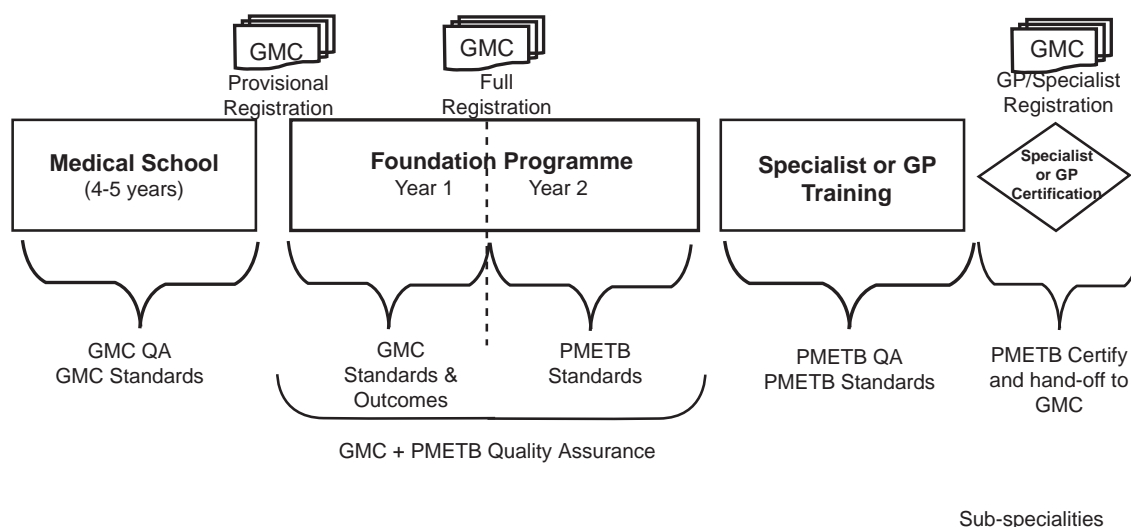 GMC
Provisional
Registration
GMC
Full
Registration
GMC
GP/Specialist
Registration
Medical School
(4-5 years)
Foundation Programme
Year 1
Year 2
Specialist or GP
Training
Specialist
or GP
Certification
GMC QA
GMC Standards
GMC
Standards &
Outcomes
PMETB
Standards
GMC + PMETB Quality Assurance
PMETB QA
PMETB Standards
PMETB Certify
and hand-off to
GMC
Sub-specialities